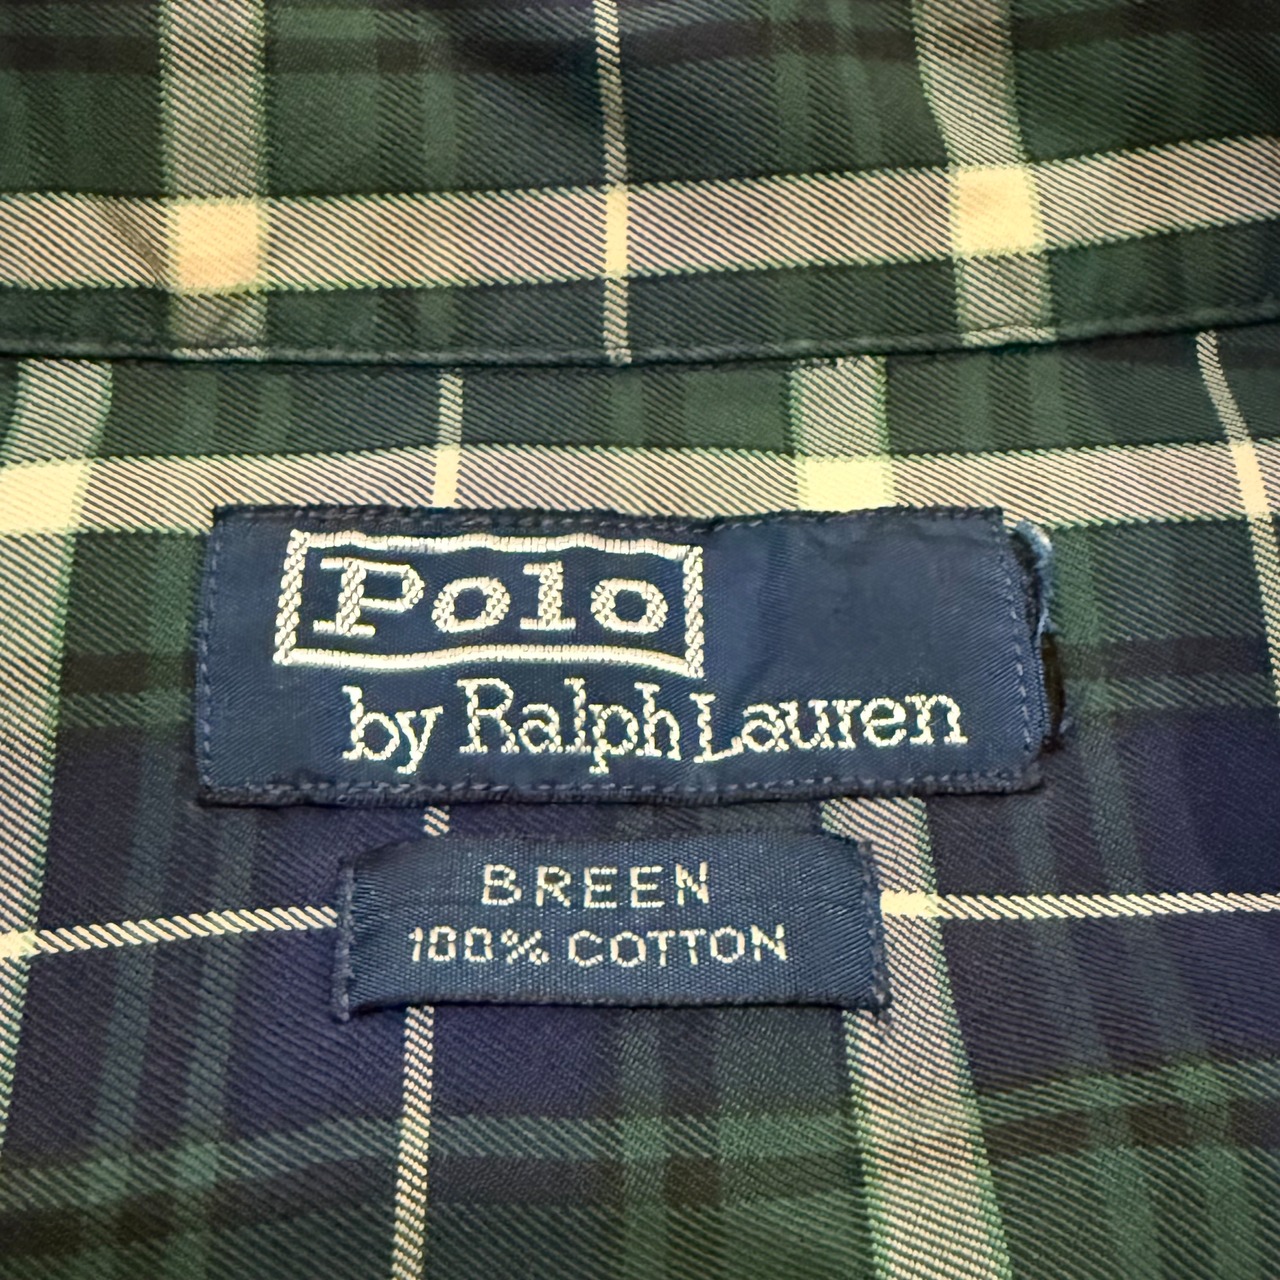 Polo
by Ralph Lauren
BREEN
100% COTTON